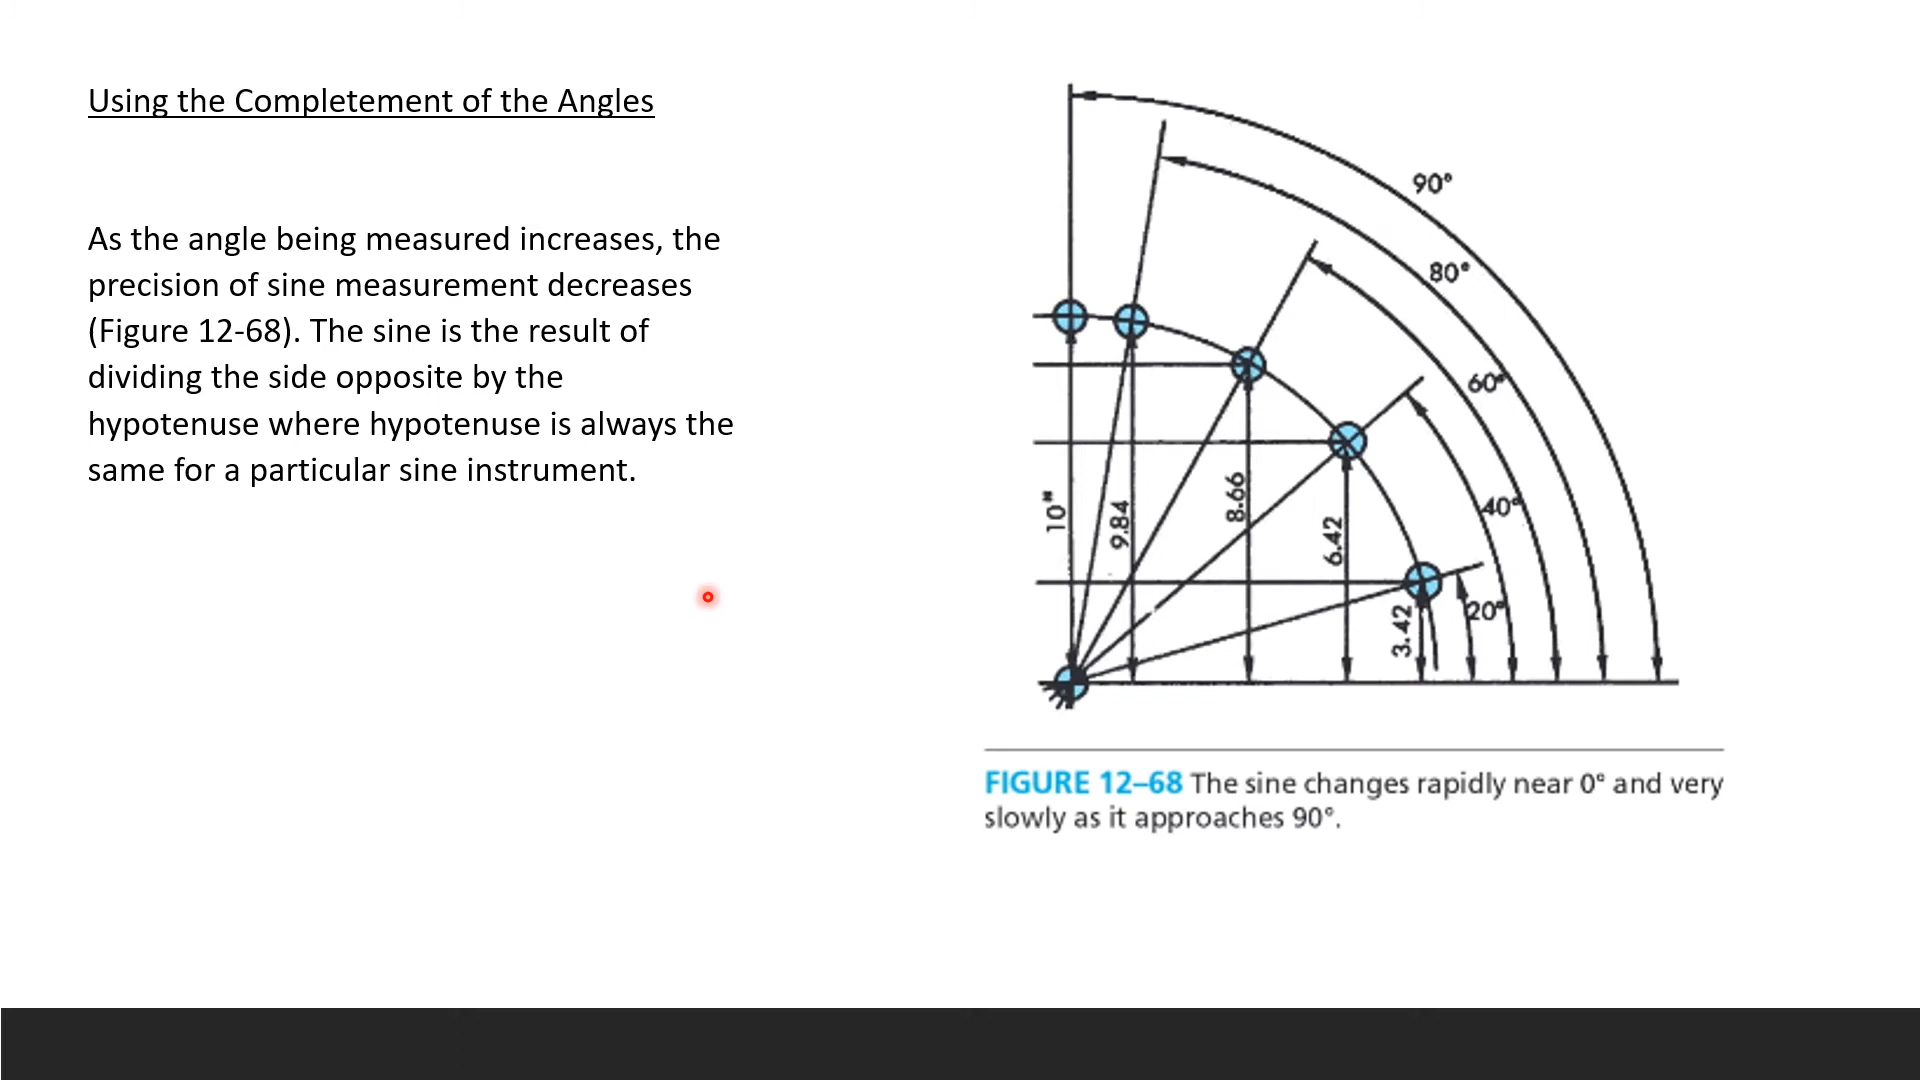 Using the Completement of the Angles
As the angle being measured increases, the
precision of sine measurement decreases
(Figure 12-68). The sine is the result of
dividing the side opposite by the
hypotenuse where hypotenuse is always the
same for a particular sine instrument.
90°
80°
60°
40°
20°
10"
9.84
8.66
6.42
3.42
FIGURE 12–68 The sine changes rapidly near 0° and very
slowly as it approaches 90°.